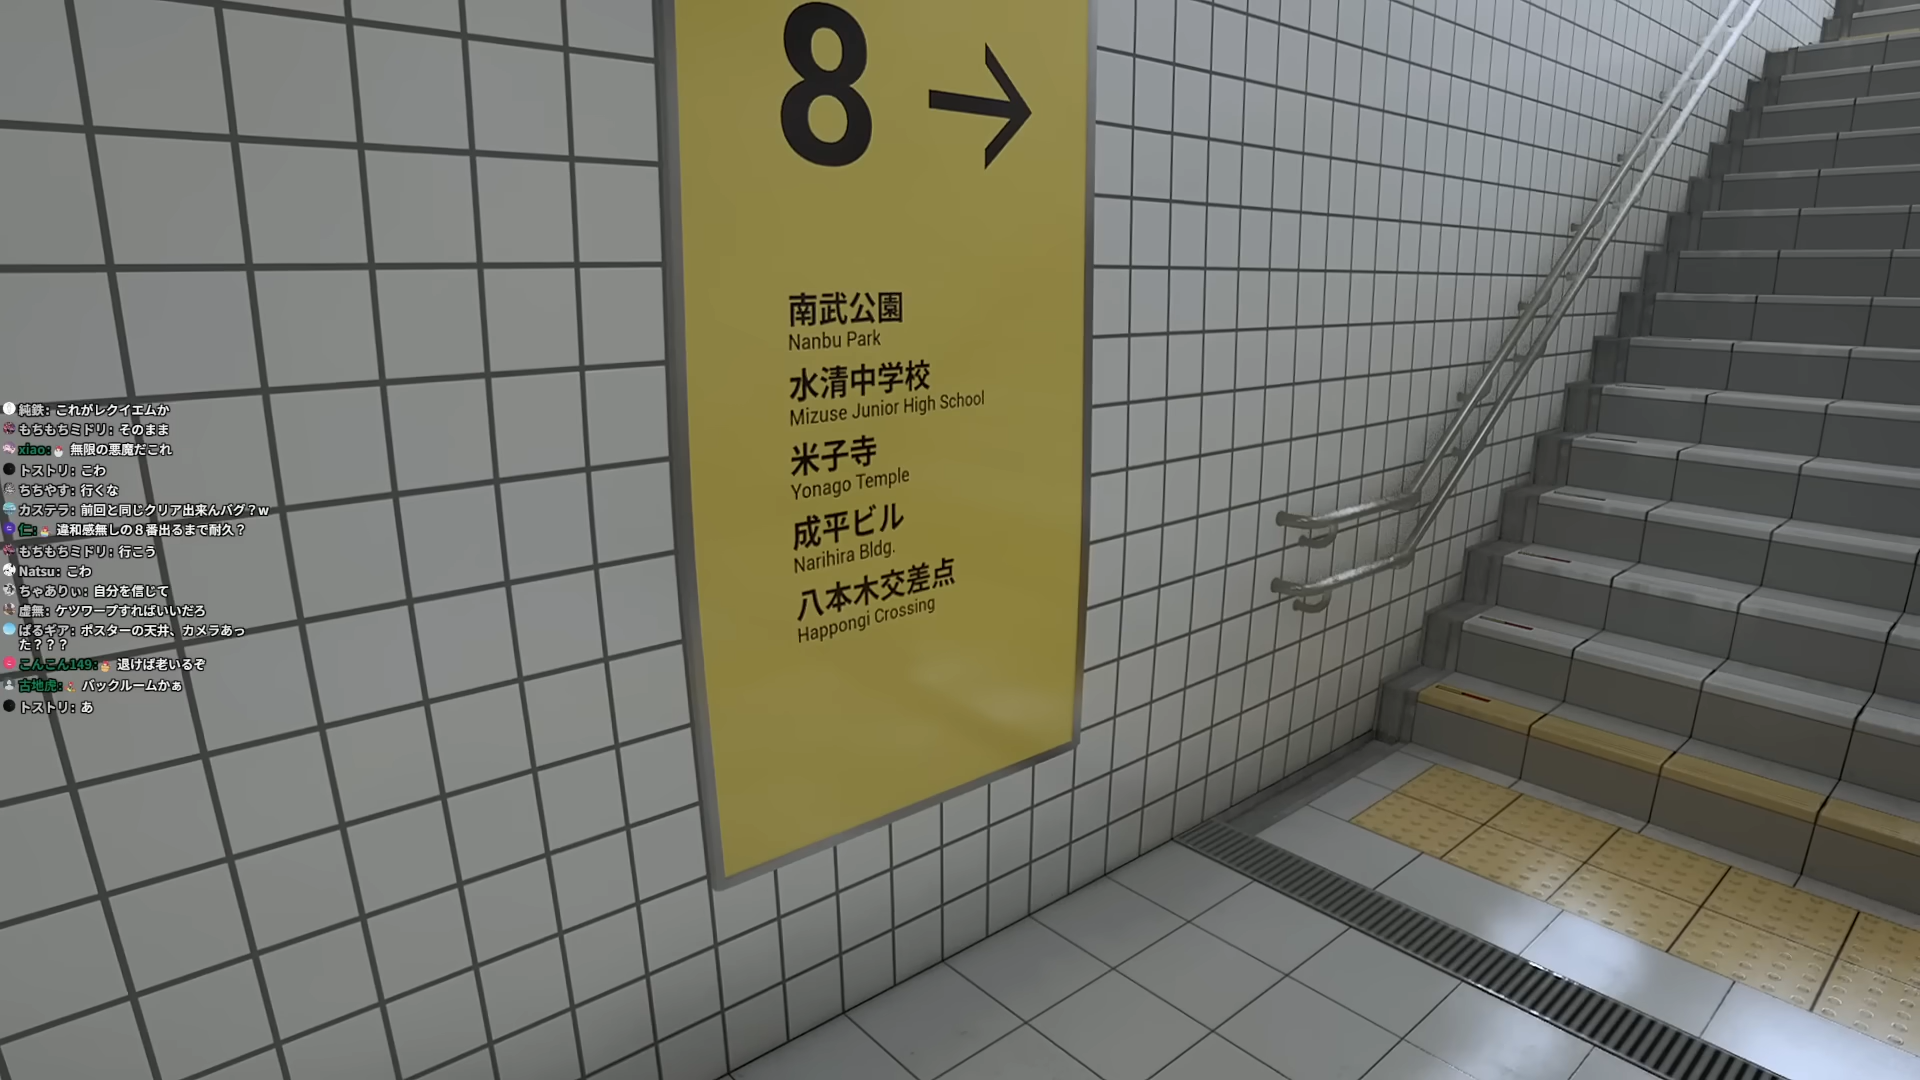 8 →
南武公園
Nanbu Park
水清中学校
Mizuse Junior High School
米子寺
Yonago Temple
成平ビル
Narihira Bldg.
八本木交差点
Happongi Crossing
純鉄: これがレクイエムか
もちもちミドリ: そのまま
xiao: 無限の悪魔だこれ
トストリ: こわ
ちちやす: 行くな
カステラ: 前回と同じクリア出来んバグ？w
仁: 違和感無しの８番出るまで耐久？
もちもちミドリ: 行こう
Natsu: こわ
ちゃありぃ: 自分を信じて
虚無: ケツワープすればいいだろ
ぱるギア: ポスターの天井、カメラあっ
た？？？
こんこん149: 退けば老いるぞ
古地虎: バックルームかぁ
トストリ: あ